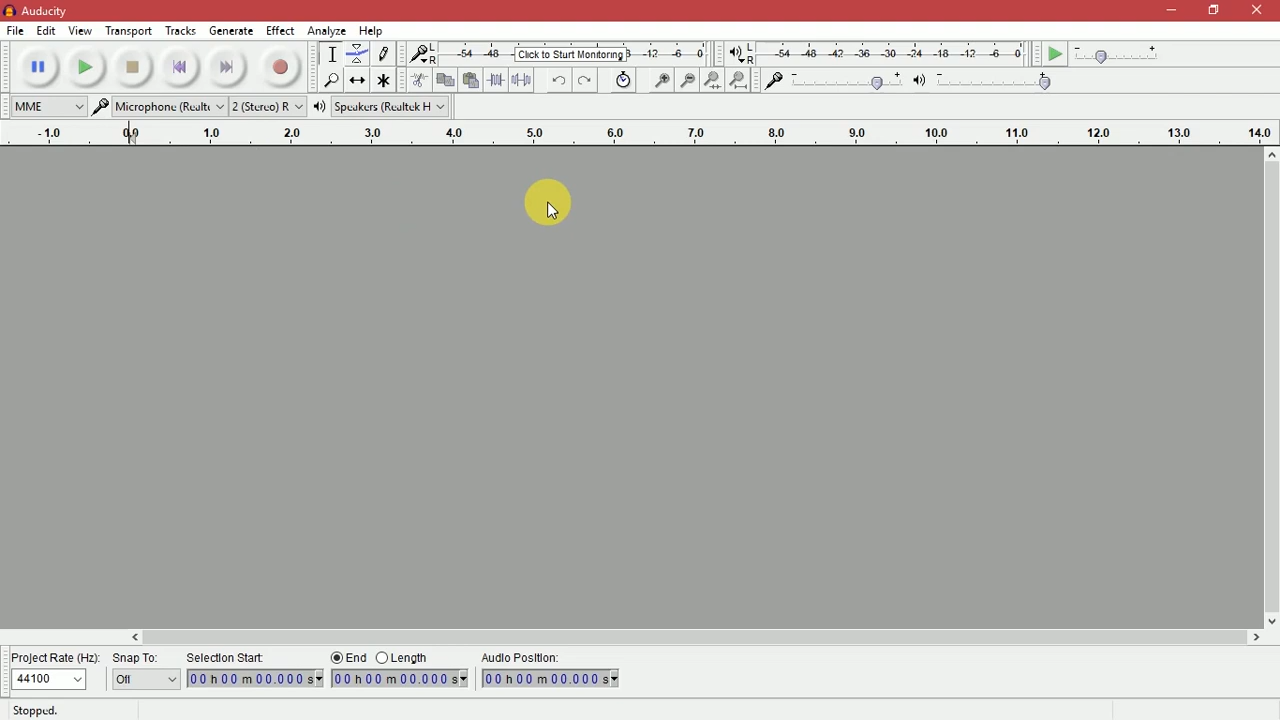 Audacity
File Edit View Transport Tracks Generate Effect Analyze Help
L R -54 -48 Click to Start Monitoring -12 -6 0 L R -54 -48 -42 -36 -30 -24 -18 -12 -6 0
MME Microphone (Realte 2 (Stereo) R Speakers (Realtek H
-1.0 0.0 1.0 2.0 3.0 4.0 5.0 6.0 7.0 8.0 9.0 10.0 11.0 12.0 13.0 14.0
Project Rate (Hz): Snap To: Selection Start: End Length Audio Position:
44100 Off 00 h 00 m 00.000 s 00 h 00 m 00.000 s 00 h 00 m 00.000 s
Stopped.